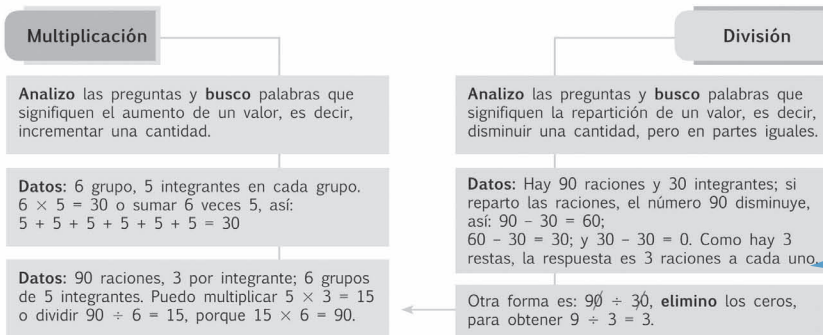 Multiplicación
Analizo las preguntas y busco palabras que
signifiquen el aumento de un valor, es decir,
incrementar una cantidad.
Datos: 6 grupo, 5 integrantes en cada grupo.
6 × 5 = 30 o sumar 6 veces 5, así:
5 + 5 + 5 + 5 + 5 + 5 = 30
Datos: 90 raciones, 3 por integrante; 6 grupos
de 5 integrantes. Puedo multiplicar 5 × 3 = 15
o dividir 90 ÷ 6 = 15, porque 15 × 6 = 90.
División
Analizo las preguntas y busco palabras que
signifiquen la repartición de un valor, es decir,
disminuir una cantidad, pero en partes iguales.
Datos: Hay 90 raciones y 30 integrantes; si
reparto las raciones, el número 90 disminuye,
así: 90 – 30 = 60;
60 – 30 = 30; y 30 – 30 = 0. Como hay 3
restas, la respuesta es 3 raciones a cada uno.
Otra forma es: 90 ÷ 30, elimino los ceros,
para obtener 9 ÷ 3 = 3.